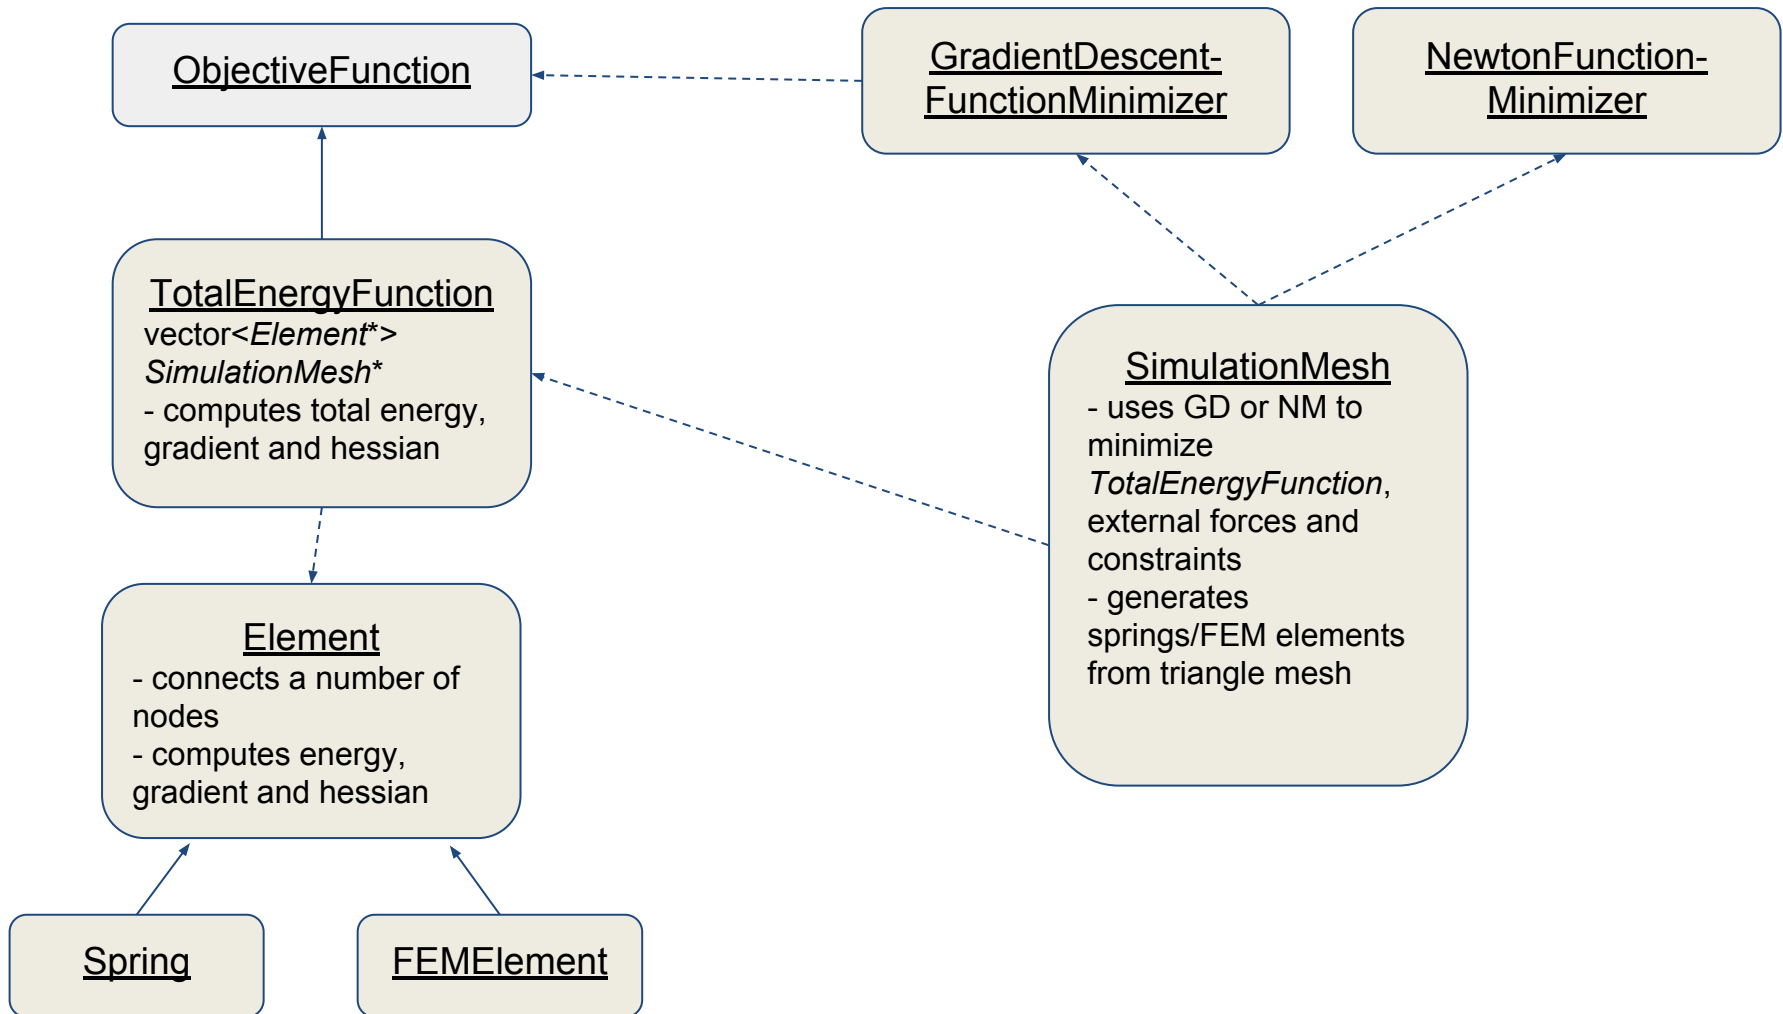 ObjectiveFunction
GradientDescent-
FunctionMinimizer
NewtonFunction-
Minimizer
TotalEnergyFunction
vector<Element*>
SimulationMesh*
- computes total energy,
gradient and hessian
SimulationMesh
- uses GD or NM to
minimize
TotalEnergyFunction,
external forces and
constraints
- generates
springs/FEM elements
from triangle mesh
Element
- connects a number of
nodes
- computes energy,
gradient and hessian
Spring
FEMElement